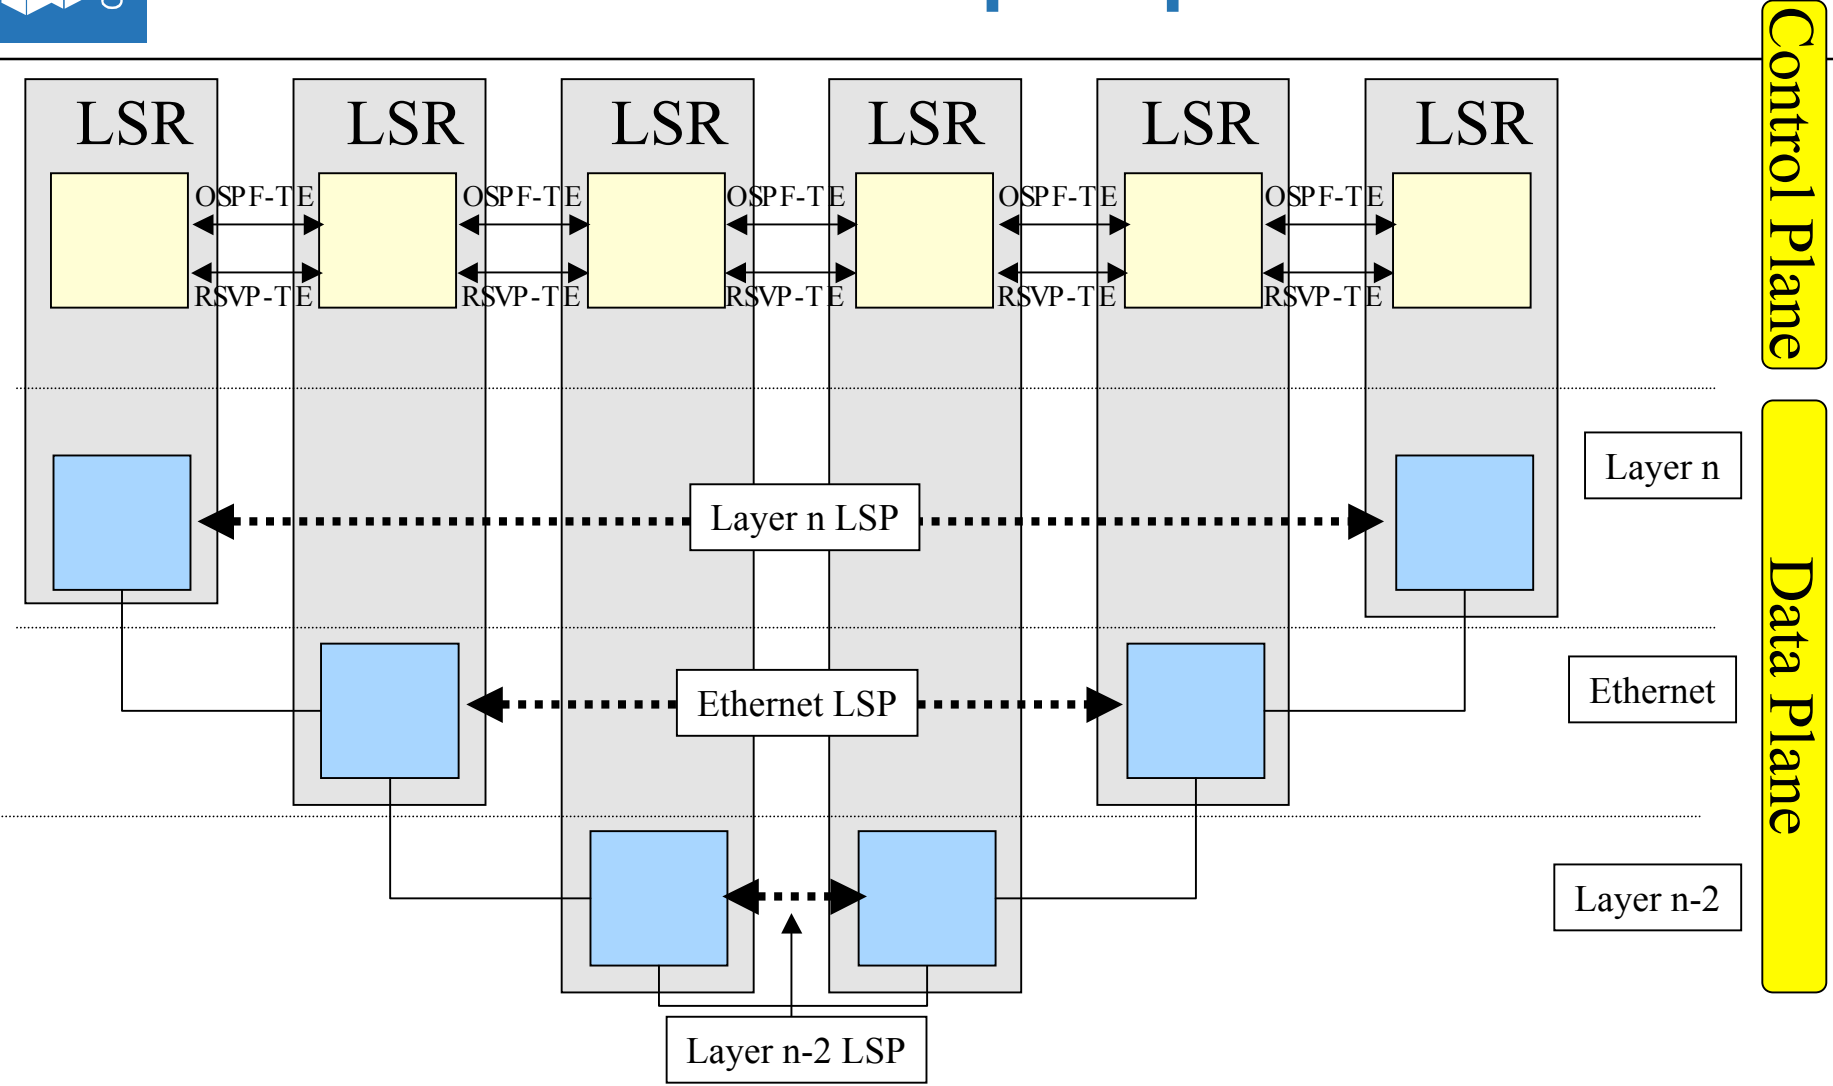 LSR LSR LSR LSR LSR LSR
OSPF-TE OSPF-TE OSPF-TE OSPF-TE OSPF-TE
RSVP-TE RSVP-TE RSVP-TE RSVP-TE RSVP-TE
Control Plane
Layer n
Layer n LSP
Ethernet
Ethernet LSP
Data Plane
Layer n-2
Layer n-2 LSP